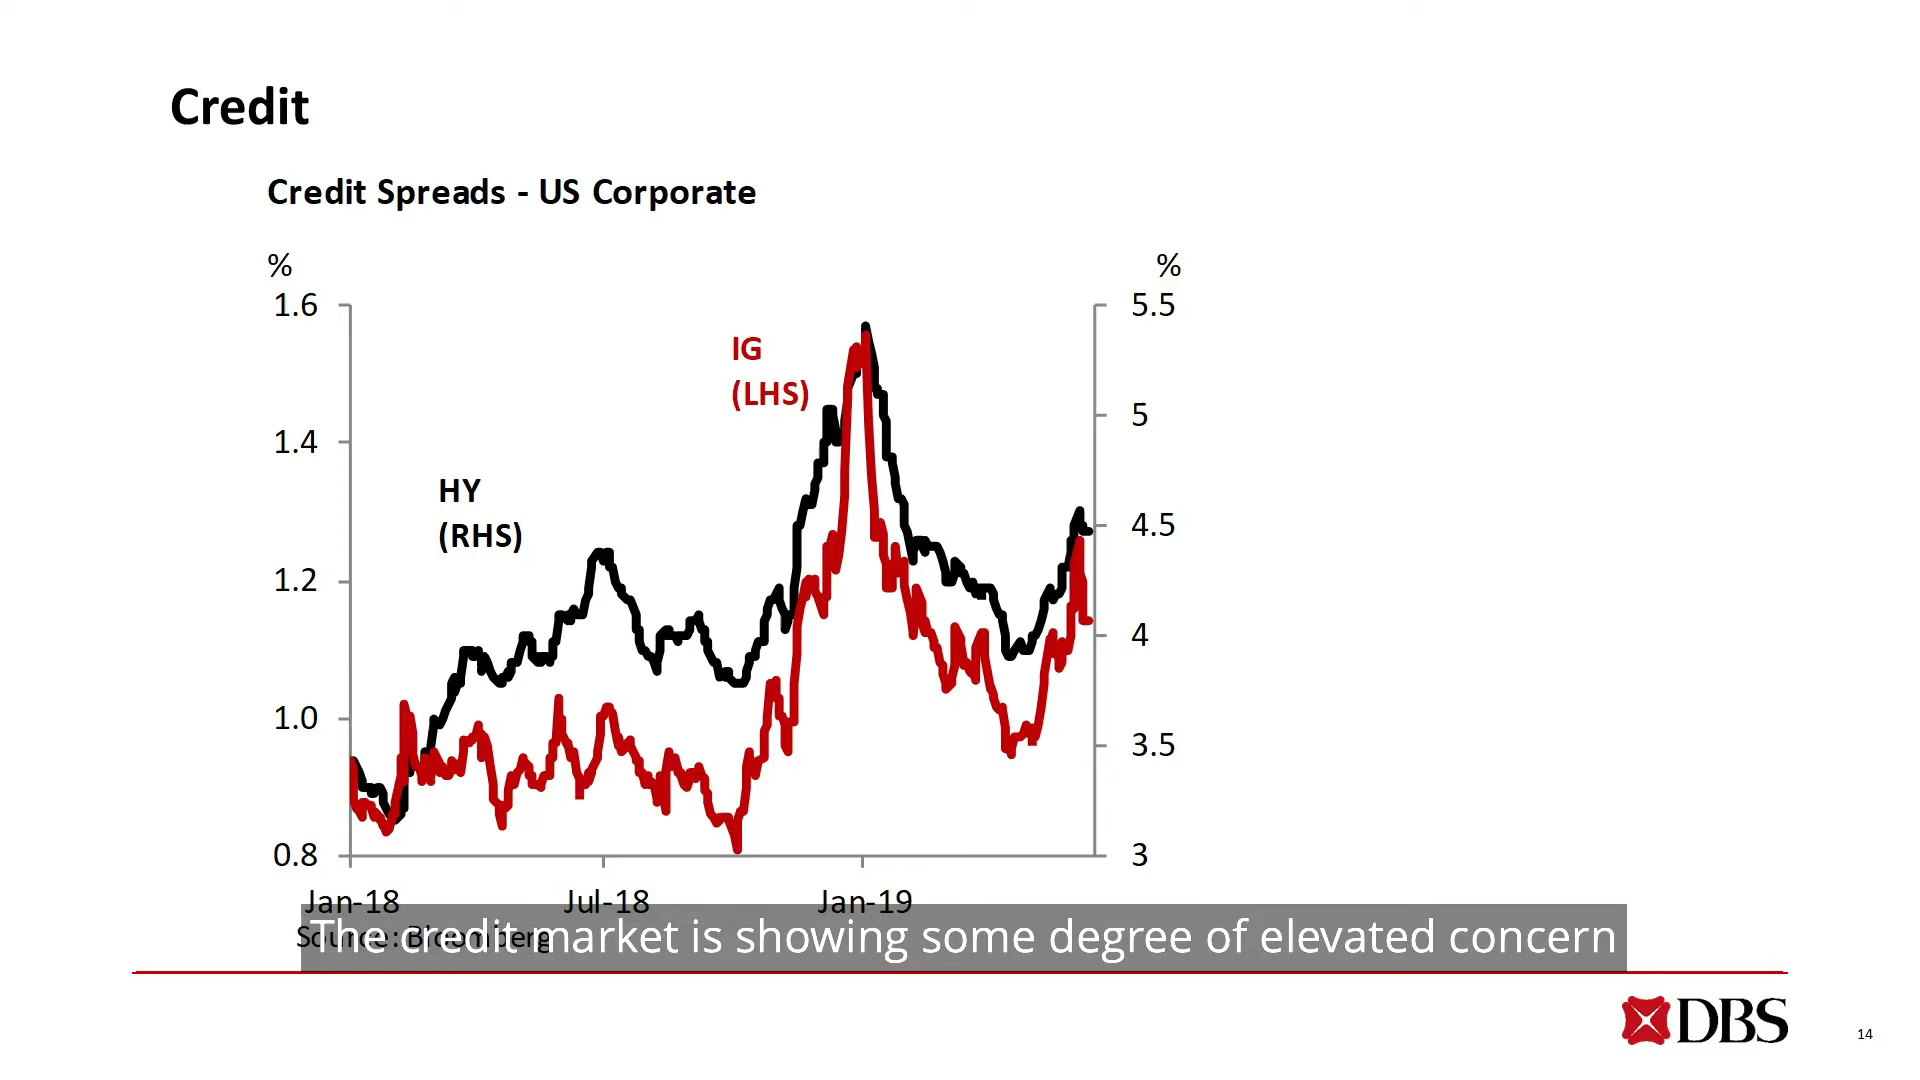 Credit
Credit Spreads - US Corporate
% %
1.6 5.5
IG
(LHS)
5
1.4
HY
(RHS)
4.5
1.2
4
1.0
3.5
0.8 3
Jan-18 Jul-18 Jan-19
Source: Bloomberg
The credit market is showing some degree of elevated concern
DBS
14